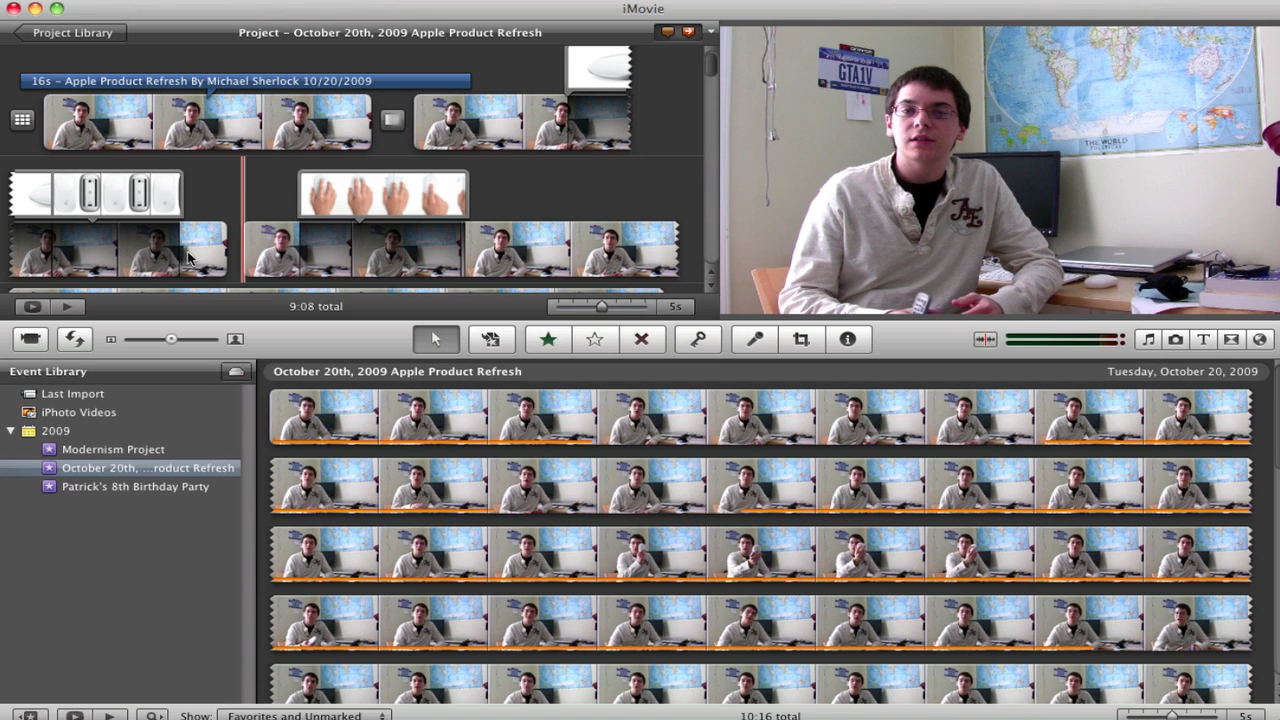 iMovie
Project Library
Project - October 20th, 2009 Apple Product Refresh
16s - Apple Product Refresh By Michael Sherlock 10/20/2009
GTA1V
THE WORLD
9:08 total
5s
Event Library
October 20th, 2009 Apple Product Refresh
Tuesday, October 20, 2009
Last Import
iPhoto Videos
2009
Modernism Project
October 20th, ...roduct Refresh
Patrick's 8th Birthday Party
Show: Favorites and Unmarked
10:16 total
5s